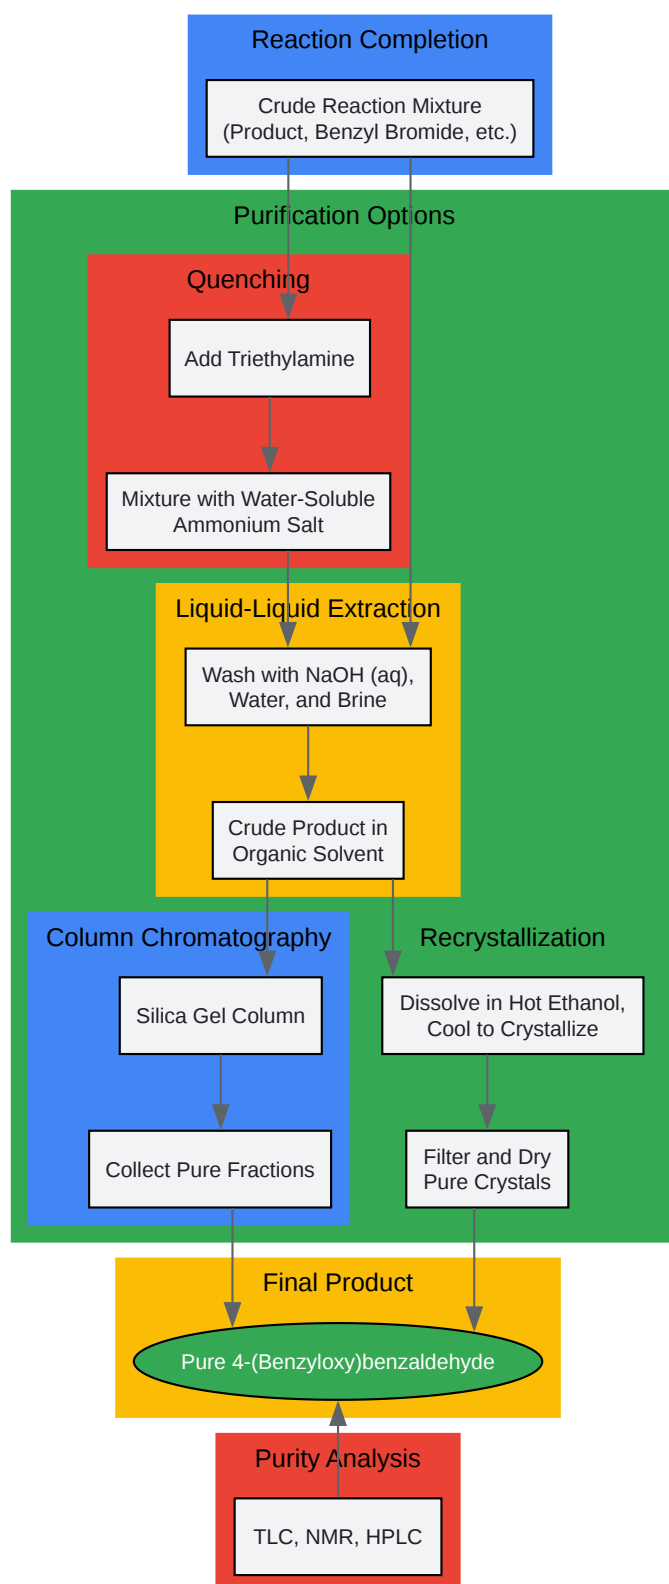 Reaction Completion
Crude Reaction Mixture
(Product, Benzyl Bromide, etc.)
Purification Options
Quenching
Add Triethylamine
Mixture with Water-Soluble
Ammonium Salt
Liquid-Liquid Extraction
Wash with NaOH (aq),
Water, and Brine
Crude Product in
Organic Solvent
Column Chromatography
Silica Gel Column
Collect Pure Fractions
Recrystallization
Dissolve in Hot Ethanol,
Cool to Crystallize
Filter and Dry
Pure Crystals
Final Product
Pure 4-(Benzyloxy)benzaldehyde
Purity Analysis
TLC, NMR, HPLC